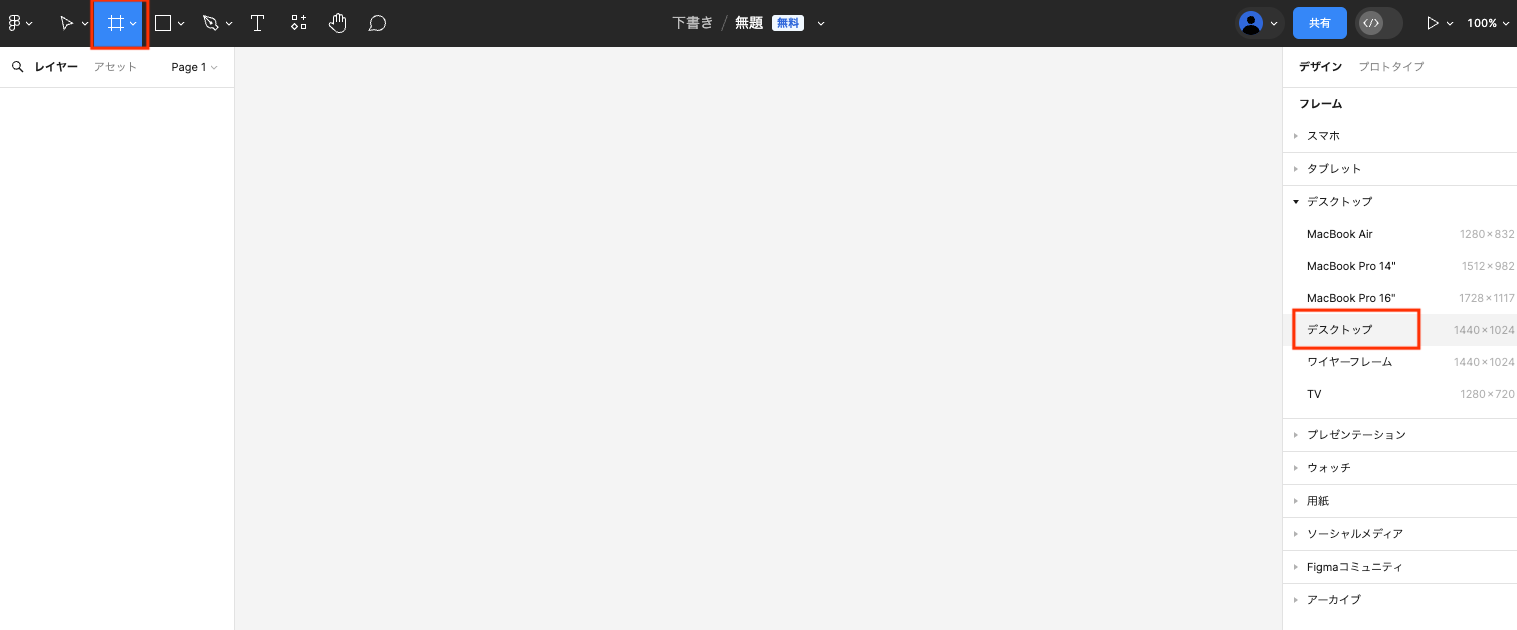 下書き / 無題 無料
共有
100%
レイヤー アセット Page 1
デザイン プロトタイプ
フレーム
スマホ
タブレット
デスクトップ
MacBook Air 1280×832
MacBook Pro 14" 1512×982
MacBook Pro 16" 1728×1117
デスクトップ 1440×1024
ワイヤーフレーム 1440×1024
TV 1280×720
プレゼンテーション
ウォッチ
用紙
ソーシャルメディア
Figmaコミュニティ
アーカイブ